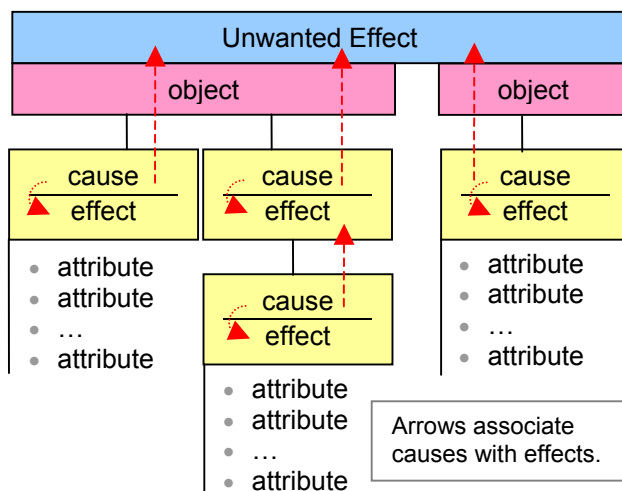 Unwanted Effect
object
object
cause
effect
cause
effect
cause
effect
• attribute
• attribute
• …
• attribute
cause
effect
• attribute
• attribute
• …
• attribute
• attribute
• attribute
• …
• attribute
Arrows associate
causes with effects.